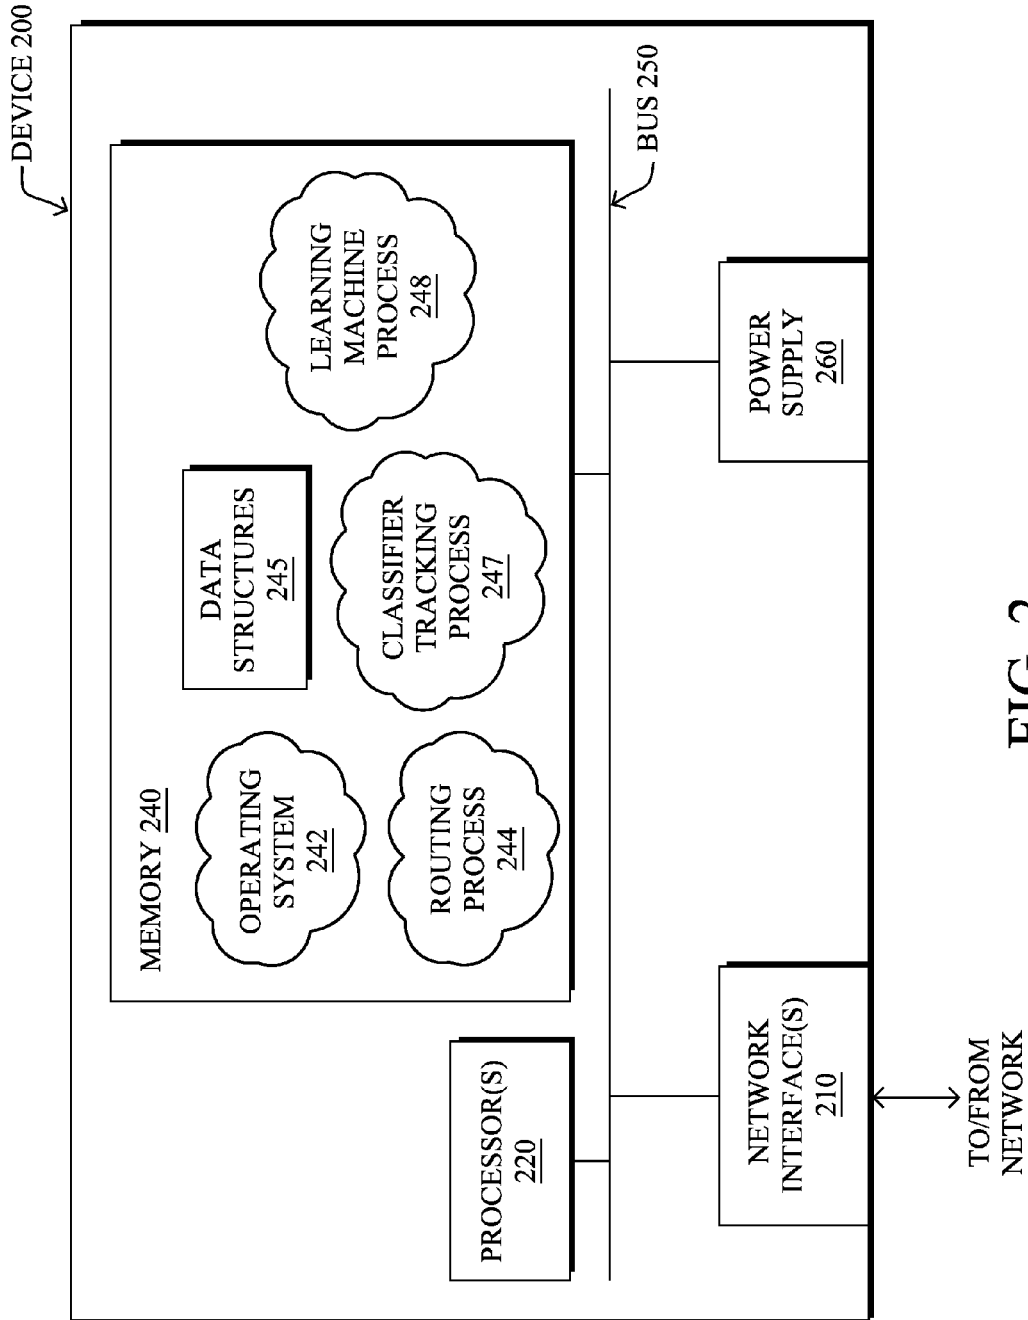 DEVICE 200
MEMORY 240
OPERATING
SYSTEM
242
DATA
STRUCTURES
245
LEARNING
MACHINE
PROCESS
248
ROUTING
PROCESS
244
CLASSIFIER
TRACKING
PROCESS
247
PROCESSOR(S)
220
BUS 250
NETWORK
INTERFACE(S)
210
POWER
SUPPLY
260
TO/FROM
NETWORK
FIG. 2